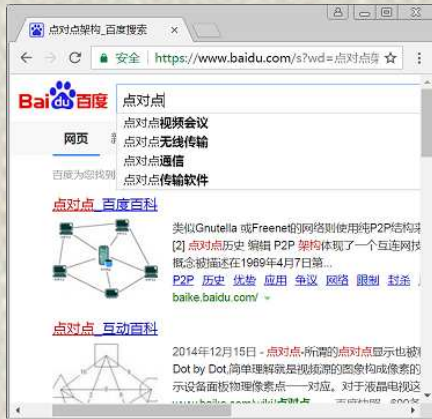 点对点架构_百度搜索
安全 | https://www.baidu.com/s?wd=点对点
Bai du 百度
点对点
点对点视频会议
点对点无线传输
点对点通信
点对点传输软件
网页
百度为您找到
点对点_百度百科
类似Gnutella 或Freenet的网络则使用纯P2P结构来
[2] 点对点历史 编辑 P2P 架构体现了一个互连网技
概念被描述在1969年4月7日第...
P2P 历史 优势 应用 争议 网络 限制 封杀
baike.baidu.com/
点对点_互动百科
2014年12月15日 - 点对点-所谓的点对点显示也被称
Dot by Dot,简单理解就是视频源的图像构成像素的
示设备面板物理像素点一一对应。对于液晶电视这